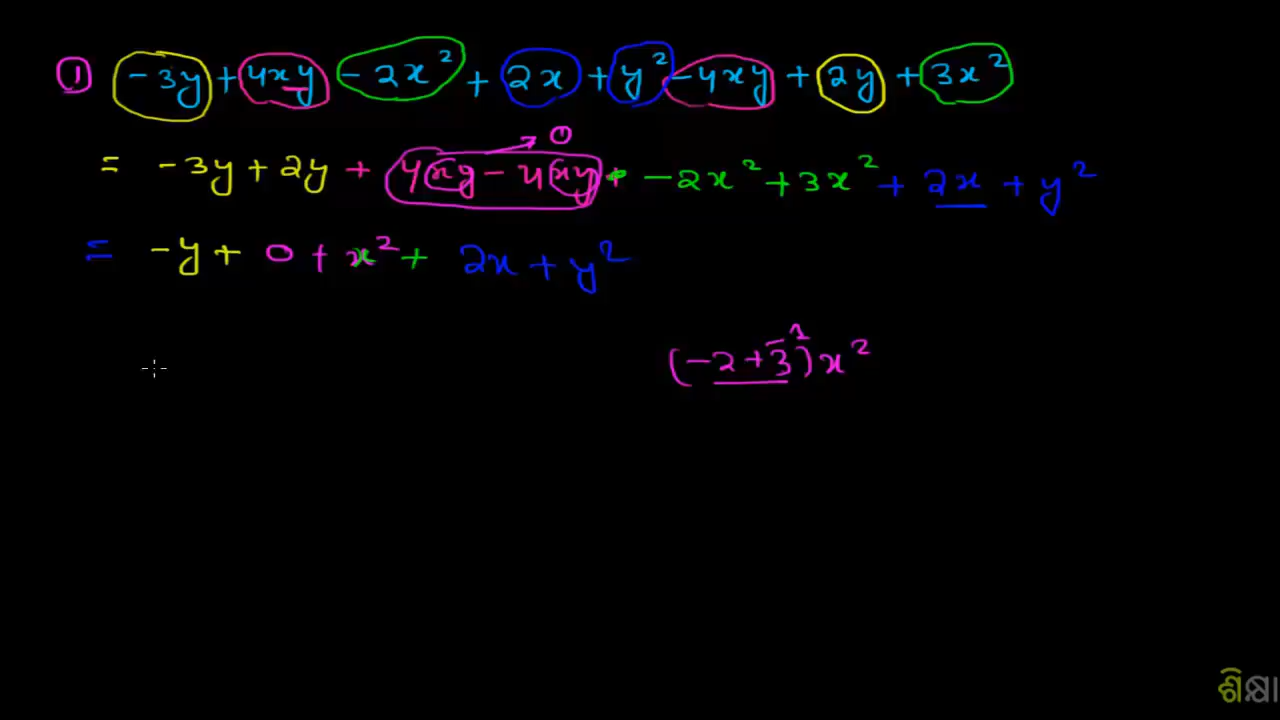 ① -3y + 4xy - 2x² + 2x + y² - 4xy + 2y + 3x²
0
= -3y + 2y + 4xy - 4xy + - 2x² + 3x² + 2x + y²
= -y + 0 + x² + 2x + y²
1
(-2 + 3) x²
ଶିକ୍ଷା